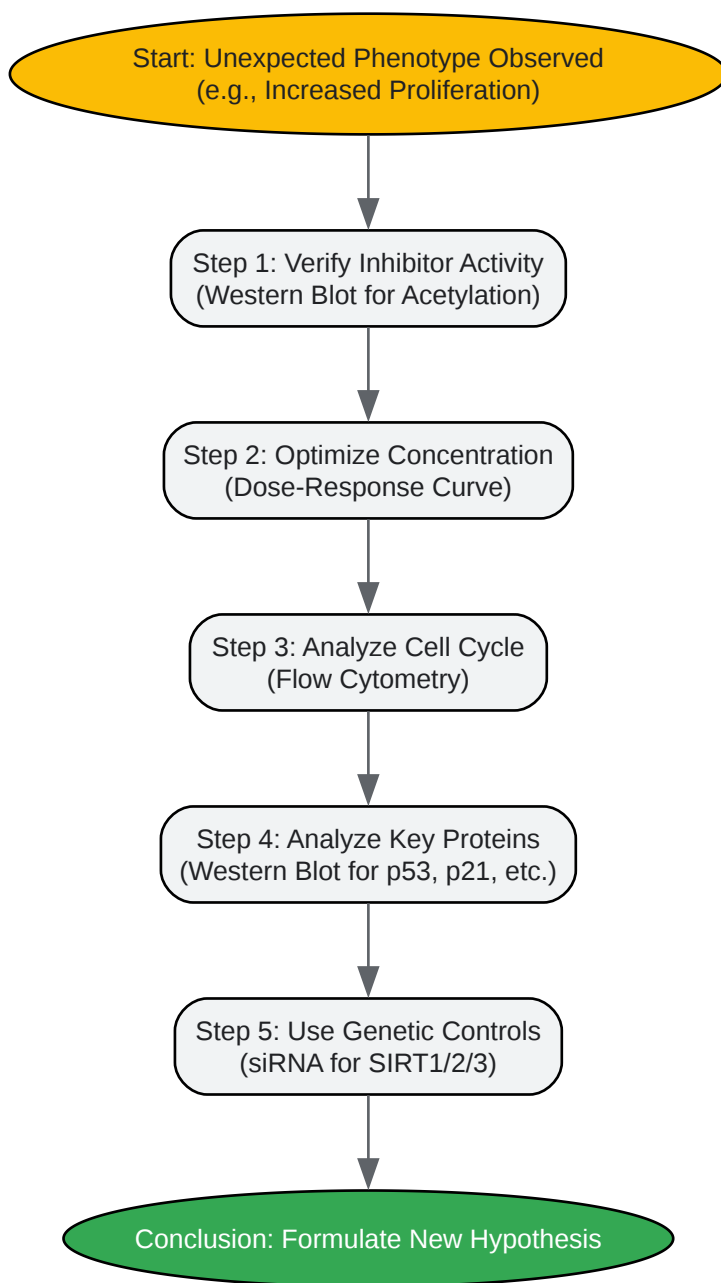 Start: Unexpected Phenotype Observed
(e.g., Increased Proliferation)
Step 1: Verify Inhibitor Activity
(Western Blot for Acetylation)
Step 2: Optimize Concentration
(Dose-Response Curve)
Step 3: Analyze Cell Cycle
(Flow Cytometry)
Step 4: Analyze Key Proteins
(Western Blot for p53, p21, etc.)
Step 5: Use Genetic Controls
(siRNA for SIRT1/2/3)
Conclusion: Formulate New Hypothesis